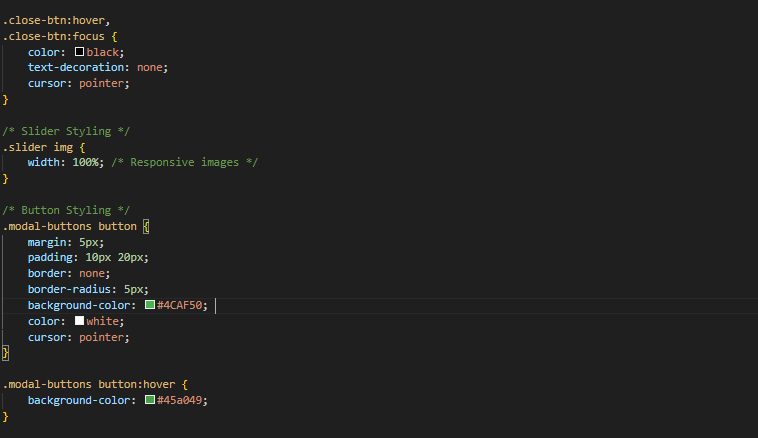 .close-btn:hover,
.close-btn:focus {
    color: black;
    text-decoration: none;
    cursor: pointer;
}

/* Slider Styling */
.slider img {
    width: 100%; /* Responsive images */
}

/* Button Styling */
.modal-buttons button {
    margin: 5px;
    padding: 10px 20px;
    border: none;
    border-radius: 5px;
    background-color: #4CAF50;
    color: white;
    cursor: pointer;
}

.modal-buttons button:hover {
    background-color: #45a049;
}